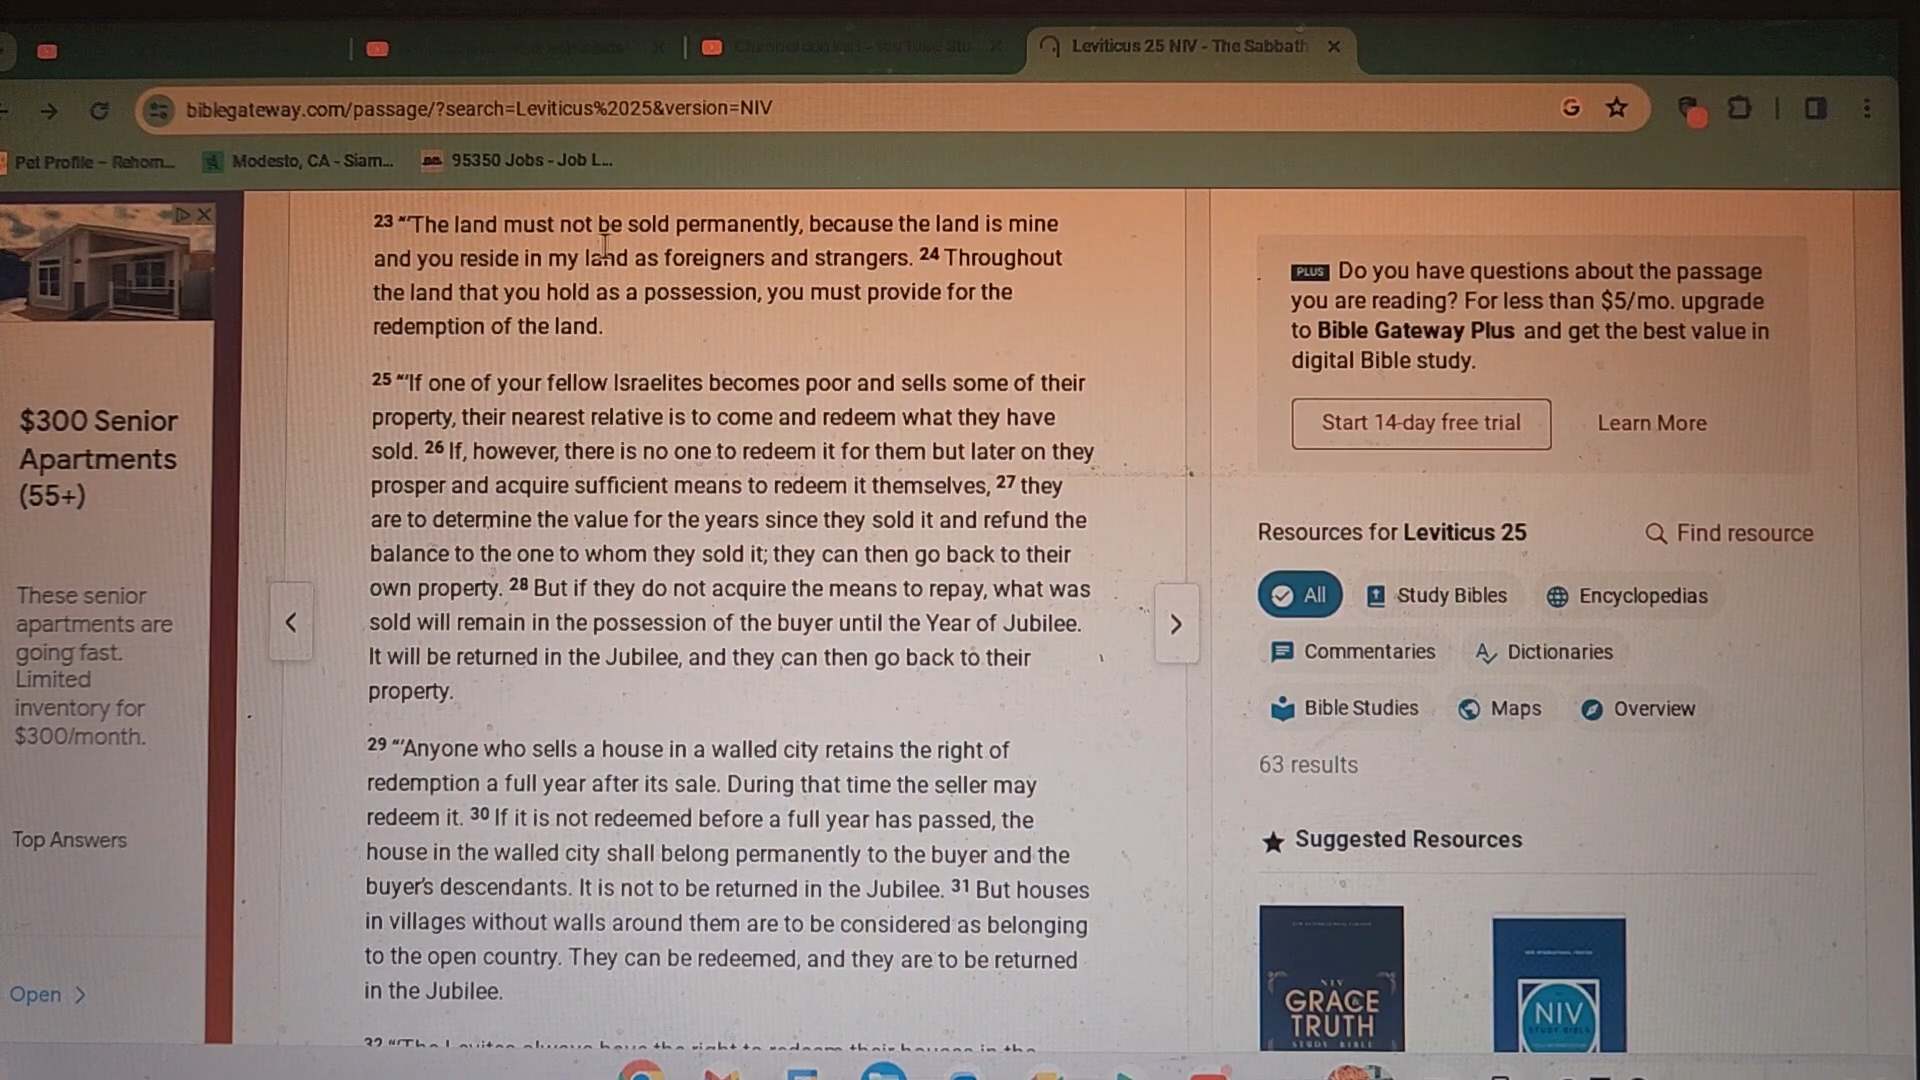 Leviticus 25 NIV - The Sabbath
biblegateway.com/passage/?search=Leviticus%2025&version=NIV
Pet Profile – Rehom...
Modesto, CA - Siam...
95350 Jobs - Job L...
23 “‘The land must not be sold permanently, because the land is mine
and you reside in my land as foreigners and strangers. 24 Throughout
the land that you hold as a possession, you must provide for the
redemption of the land.
25 “‘If one of your fellow Israelites becomes poor and sells some of their
property, their nearest relative is to come and redeem what they have
sold. 26 If, however, there is no one to redeem it for them but later on they
prosper and acquire sufficient means to redeem it themselves, 27 they
are to determine the value for the years since they sold it and refund the
balance to the one to whom they sold it; they can then go back to their
own property. 28 But if they do not acquire the means to repay, what was
sold will remain in the possession of the buyer until the Year of Jubilee.
It will be returned in the Jubilee, and they can then go back to their
property.
29 “‘Anyone who sells a house in a walled city retains the right of
redemption a full year after its sale. During that time the seller may
redeem it. 30 If it is not redeemed before a full year has passed, the
house in the walled city shall belong permanently to the buyer and the
buyer’s descendants. It is not to be returned in the Jubilee. 31 But houses
in villages without walls around them are to be considered as belonging
to the open country. They can be redeemed, and they are to be returned
in the Jubilee.
$300 Senior
Apartments
(55+)
These senior
apartments are
going fast.
Limited
inventory for
$300/month.
Top Answers
Open
PLUS Do you have questions about the passage
you are reading? For less than $5/mo. upgrade
to Bible Gateway Plus and get the best value in
digital Bible study.
Start 14-day free trial
Learn More
Resources for Leviticus 25
Find resource
All
Study Bibles
Encyclopedias
Commentaries
Dictionaries
Bible Studies
Maps
Overview
63 results
Suggested Resources
NIV
GRACE
TRUTH
STUDY BIBLE
NIV
STUDY BIBLE